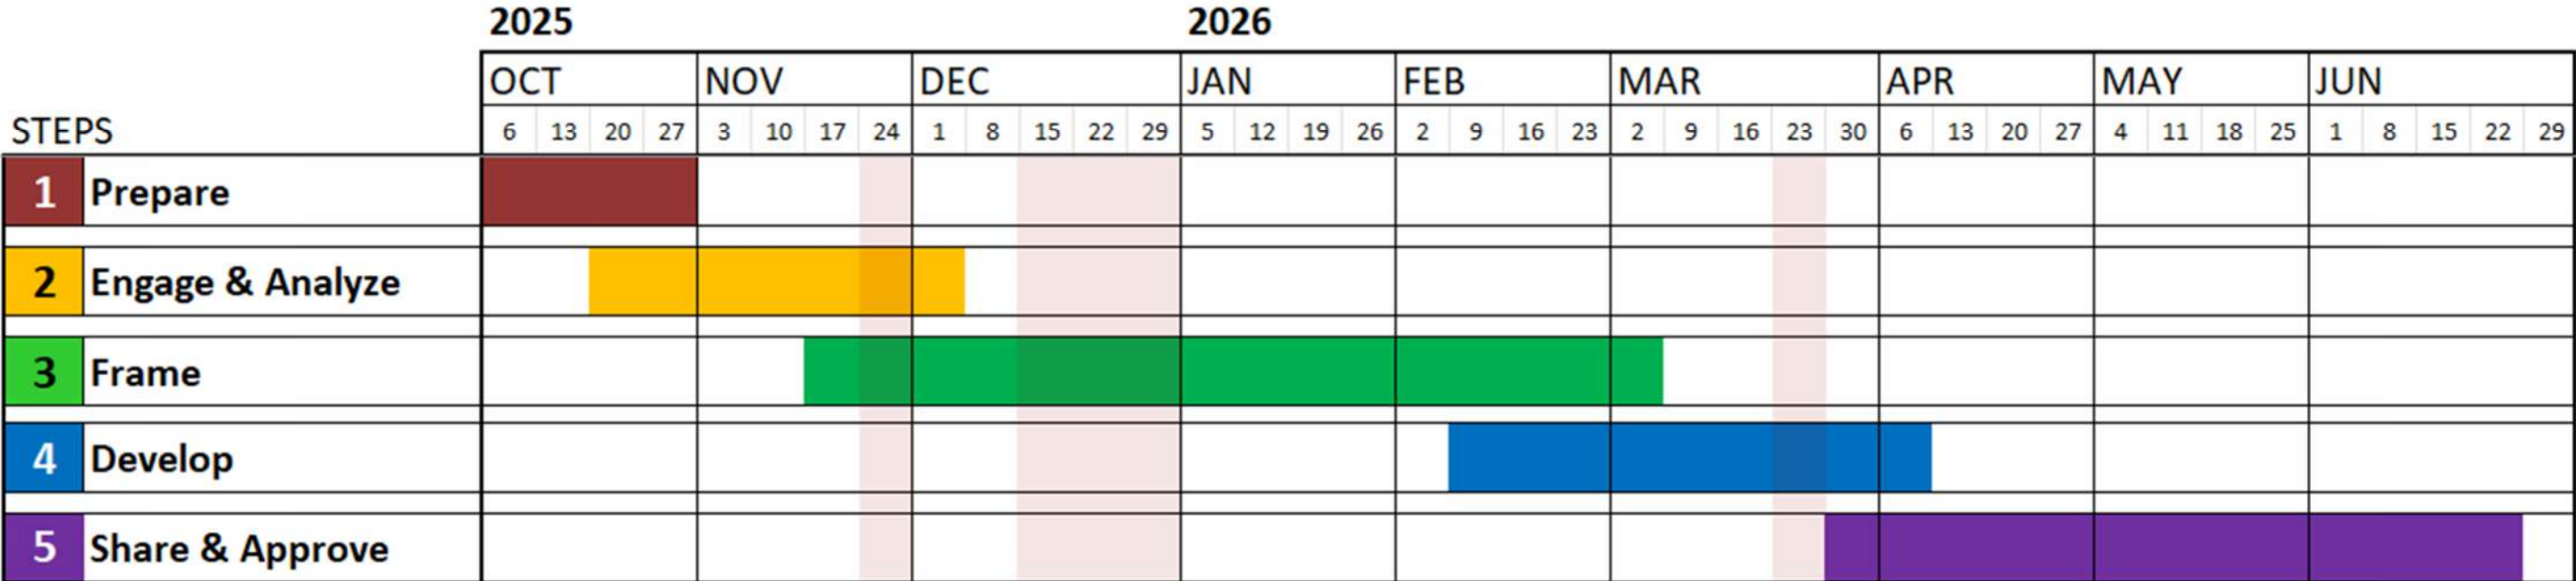 2025 2026
OCT NOV DEC JAN FEB MAR APR MAY JUN
STEPS 6 13 20 27 3 10 17 24 1 8 15 22 29 5 12 19 26 2 9 16 23 2 9 16 23 30 6 13 20 27 4 11 18 25 1 8 15 22 29
1 Prepare
2 Engage & Analyze
3 Frame
4 Develop
5 Share & Approve